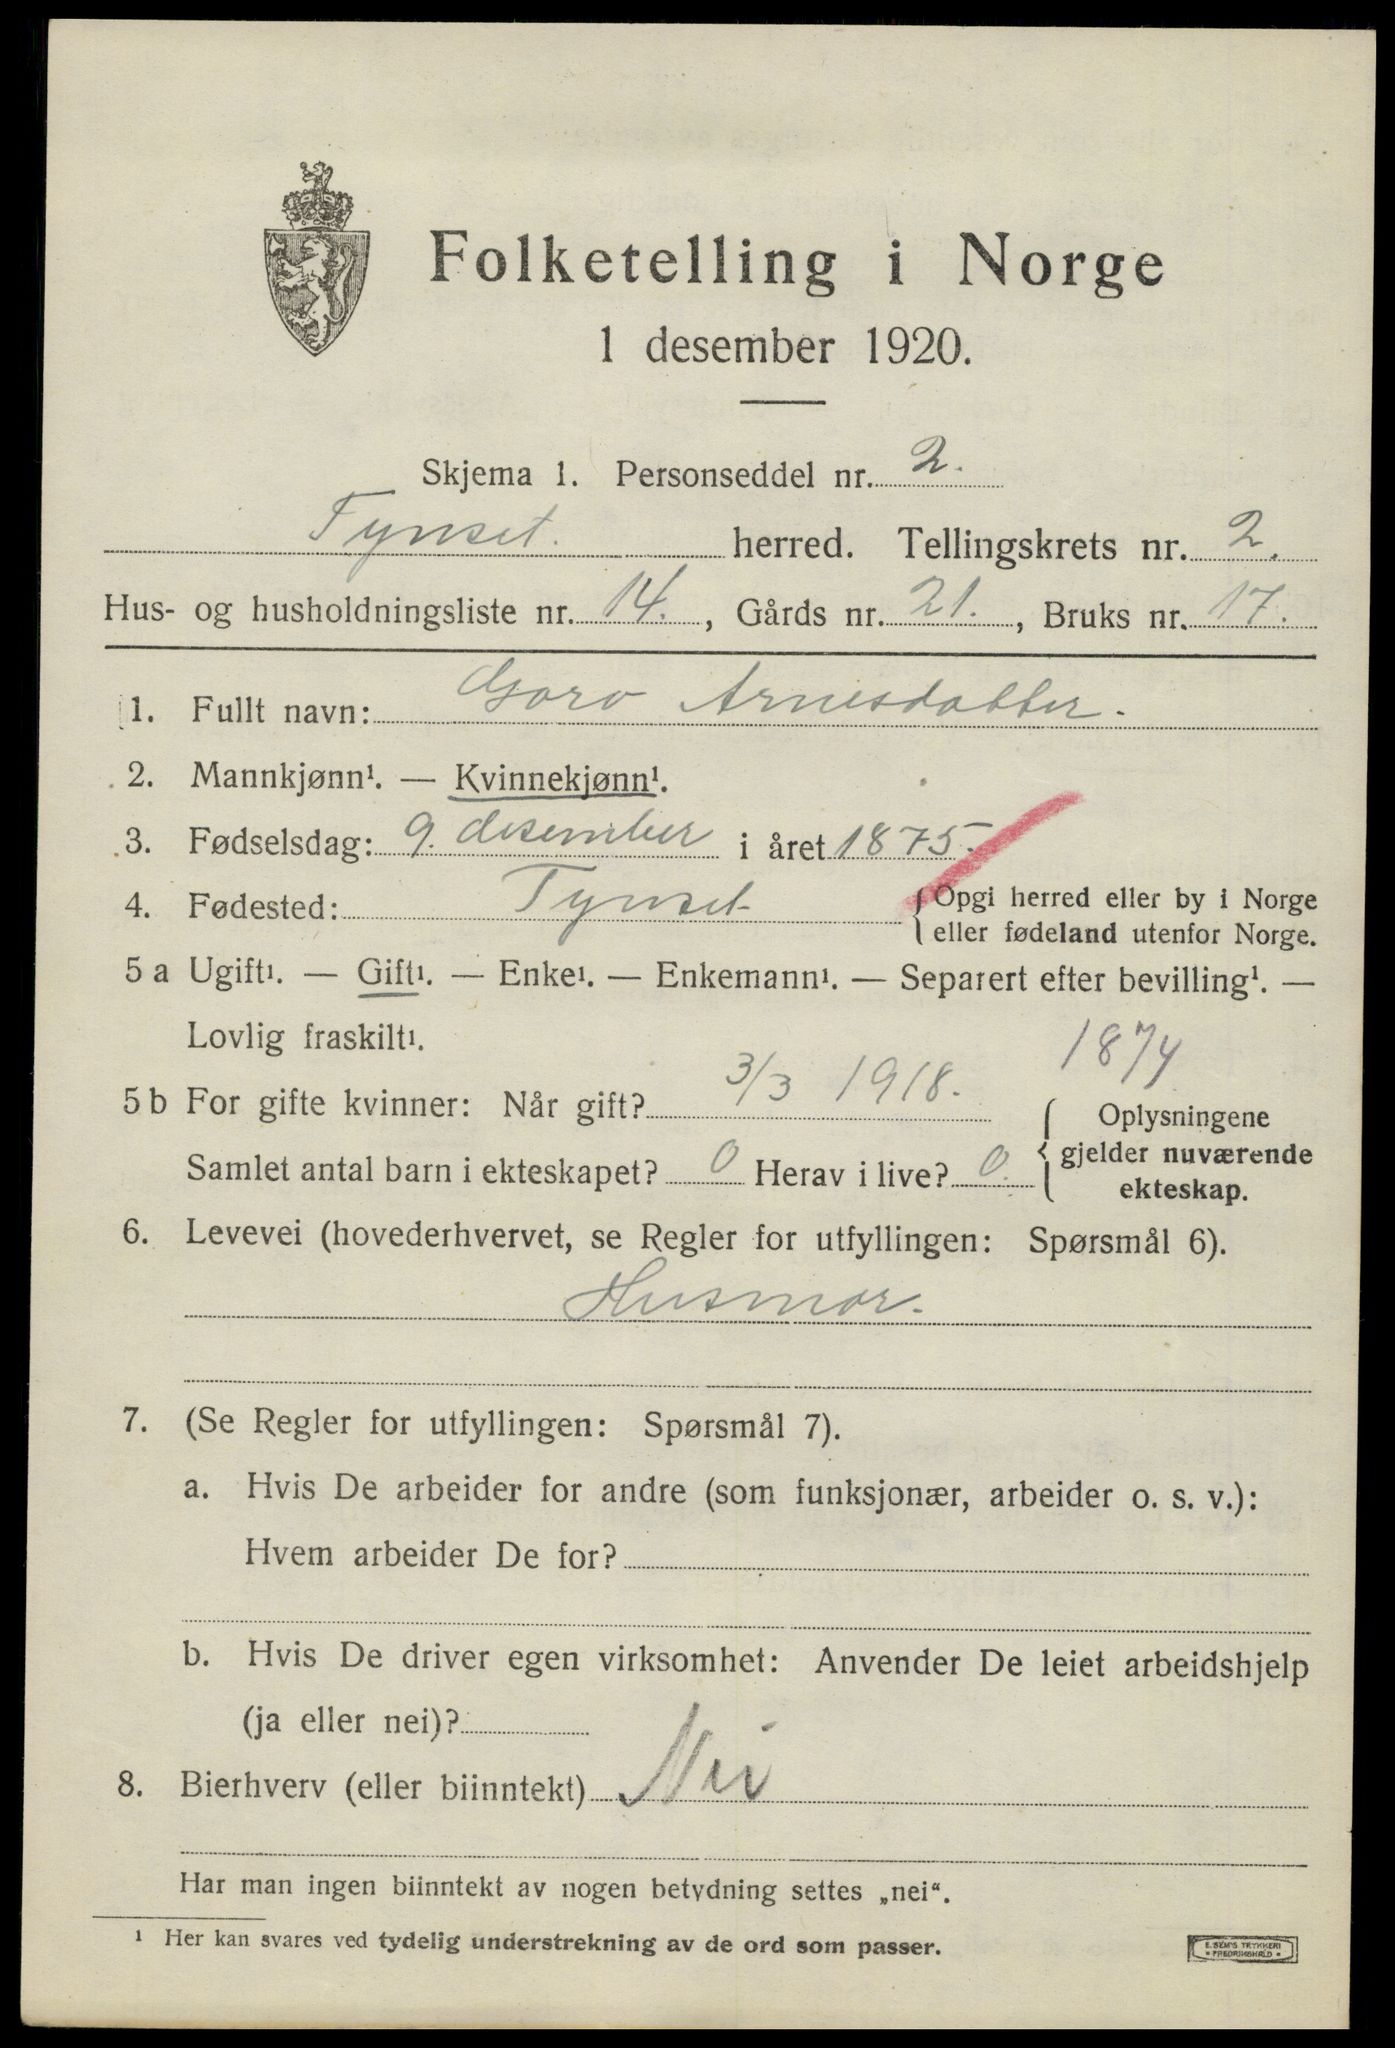 Folketelling i Norge
1 desember 1920.
Skjema 1. Personseddel nr. 2.
Tynset. herred. Tellingskrets nr. 2.
Hus- og husholdningsliste nr. 14., Gårds nr. 21., Bruks nr. 17.
1. Fullt navn: Goro Arnesdatter.
2. Mannkjønn¹. — Kvinnekjønn¹.
3. Fødselsdag: 9. desember i året 1875.
4. Fødested: Tynset { Opgi herred eller by i Norge
eller fødeland utenfor Norge.
5 a Ugift¹. — Gift¹. — Enke¹. — Enkemann¹. — Separert efter bevilling¹. —
Lovlig fraskilt¹.
1874
5 b For gifte kvinner: Når gift? 3/3 1918.
{ Oplysningene
gjelder nuværende
ekteskap.
Samlet antal barn i ekteskapet? 0 Herav i live? 0.
6. Levevei (hovederhvervet, se Regler for utfyllingen: Spørsmål 6).
Husmor.
7. (Se Regler for utfyllingen: Spørsmål 7).
a. Hvis De arbeider for andre (som funksjonær, arbeider o. s. v.):
Hvem arbeider De for?
b. Hvis De driver egen virksomhet: Anvender De leiet arbeidshjelp
(ja eller nei)?
8. Bierhverv (eller biinntekt) Nei
Har man ingen biinntekt av nogen betydning settes „nei“.
¹ Her kan svares ved tydelig understrekning av de ord som passer.
E. SEM'S TRYKKERI
• FREDRIKSHALD •